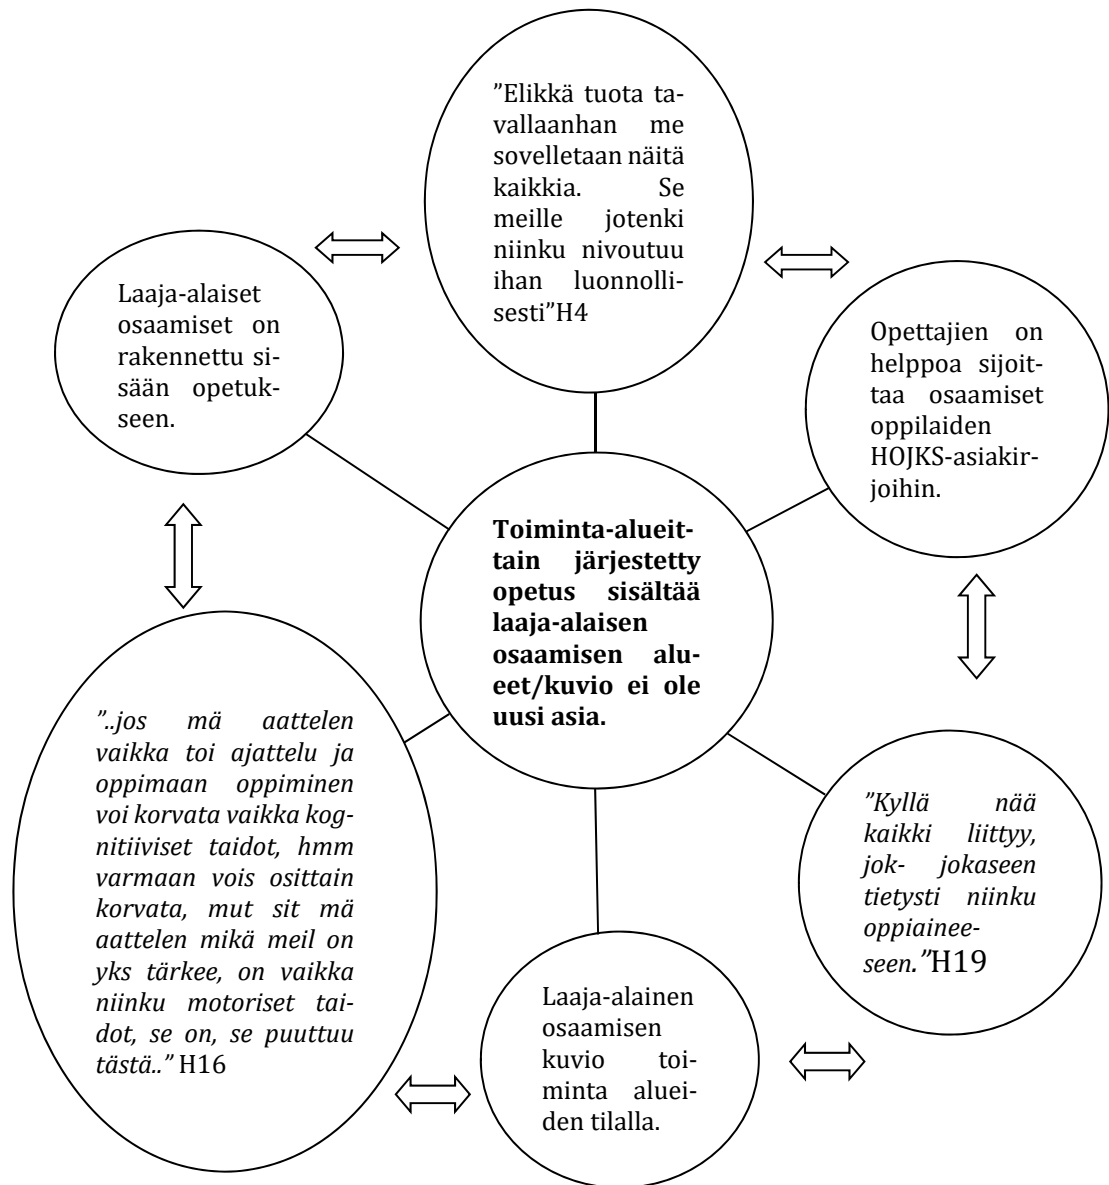 ”Elikkä tuota ta-
vallaanhan me
sovelletaan näitä
kaikkia. Se
meille jotenki
niinku nivoutuu
ihan luonnolli-
sesti”H4
Laaja-alaiset
osaamiset on
rakennettu si-
sään opetuk-
seen.
Opettajien on
helppoa sijoit-
taa osaamiset
oppilaiden
HOJKS-asiakir-
joihin.
Toiminta-alueit-
tain järjestetty
opetus sisältää
laaja-alaisen
osaamisen alu-
eet/kuvio ei ole
uusi asia.
”..jos mä aattelen
vaikka toi ajattelu ja
oppimaan oppiminen
voi korvata vaikka kog-
nitiiviset taidot, hmm
varmaan vois osittain
korvata, mut sit mä
aattelen mikä meil on
yks tärkee, on vaikka
niinku motoriset tai-
dot, se on, se puuttuu
tästä..” H16
”Kyllä nää
kaikki liittyy,
jok- jokaseen
tietysti niinku
oppiainee-
seen.”H19
Laaja-alainen
osaamisen
kuvio toi-
minta aluei-
den tilalla.